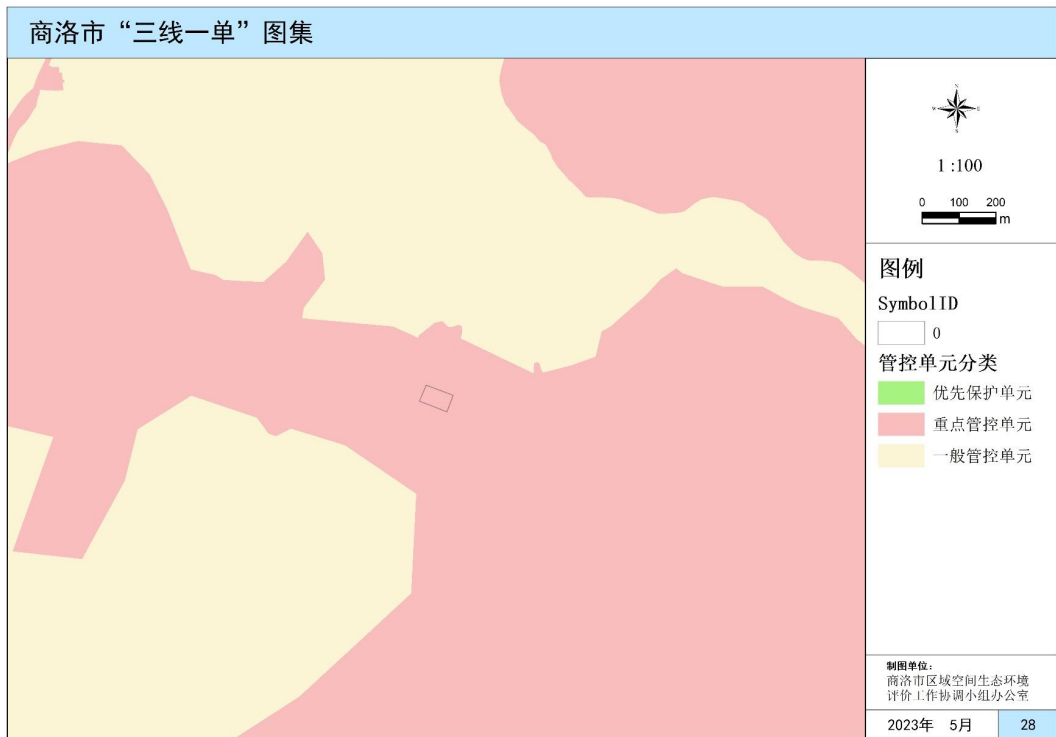 商洛市“三线一单”图集
N
W E
S
1:100
0 100 200
m
图例
SymbolID
0
管控单元分类
优先保护单元
重点管控单元
一般管控单元
制图单位:
商洛市区域空间生态环境
评价工作协调小组办公室
2023年 5月 28